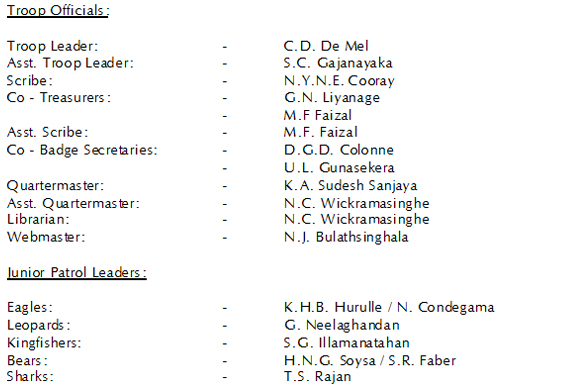 Troop Officials:
Troop Leader: - C.D. De Mel
Asst. Troop Leader: - S.C. Gajanayaka
Scribe: - N.Y.N.E. Cooray
Co - Treasurers: - G.N. Liyanage
- M.F Faizal
Asst. Scribe: - M.F. Faizal
Co - Badge Secretaries: - D.G.D. Colonne
- U.L. Gunasekera
Quartermaster: - K.A. Sudesh Sanjaya
Asst. Quartermaster: - N.C. Wickramasinghe
Librarian: - N.C. Wickramasinghe
Webmaster: - N.J. Bulathsinghala
Junior Patrol Leaders:
Eagles: - K.H.B. Hurulle / N. Condegama
Leopards: - G. Neelaghandan
Kingfishers: - S.G. Illamanatahan
Bears: - H.N.G. Soysa / S.R. Faber
Sharks: - T.S. Rajan